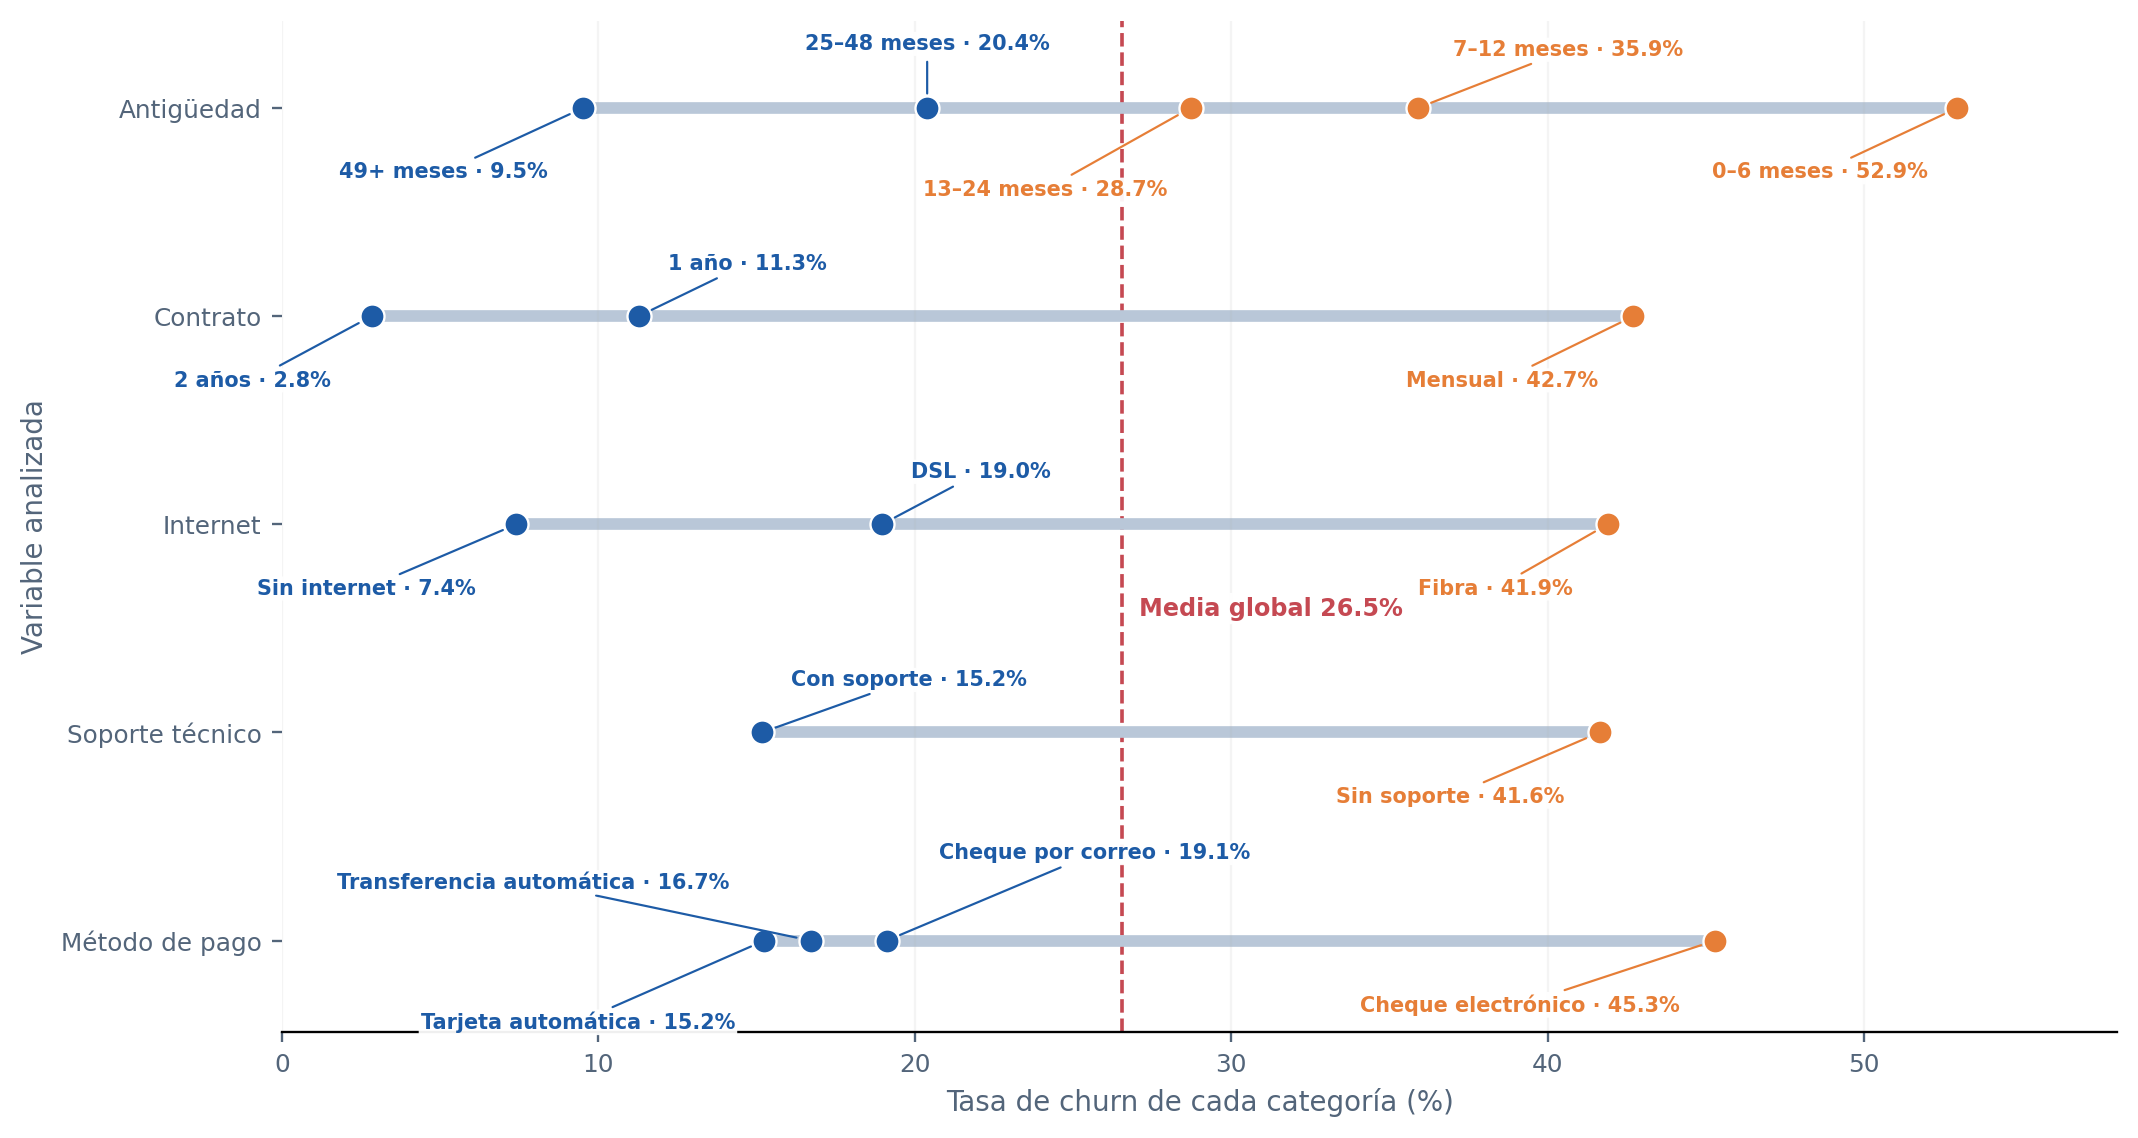 25–48 meses · 20.4%
7–12 meses · 35.9%
Antigüedad
49+ meses · 9.5%
13–24 meses · 28.7%
0–6 meses · 52.9%
1 año · 11.3%
Contrato
2 años · 2.8%
Mensual · 42.7%
Variable analizada
DSL · 19.0%
Internet
Sin internet · 7.4%
Fibra · 41.9%
Media global 26.5%
Con soporte · 15.2%
Soporte técnico
Sin soporte · 41.6%
Cheque por correo · 19.1%
Transferencia automática · 16.7%
Método de pago
Cheque electrónico · 45.3%
Tarjeta automática · 15.2%
0 10 20 30 40 50
Tasa de churn de cada categoría (%)